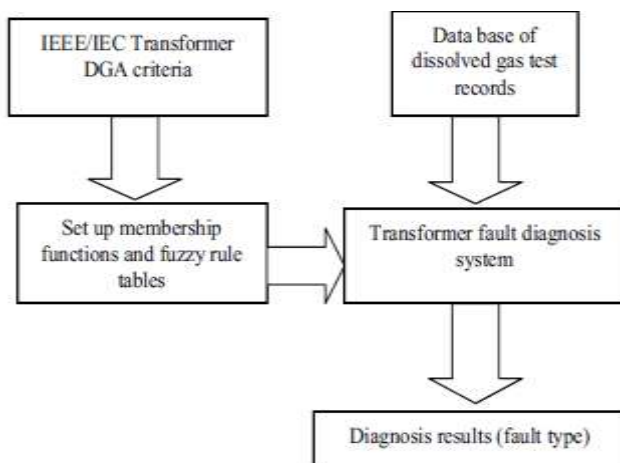 IEEE/IEC Transformer
DGA criteria
Data base of
dissolved gas test
records
Set up membership
functions and fuzzy rule
tables
Transformer fault diagnosis
system
Diagnosis results (fault type)